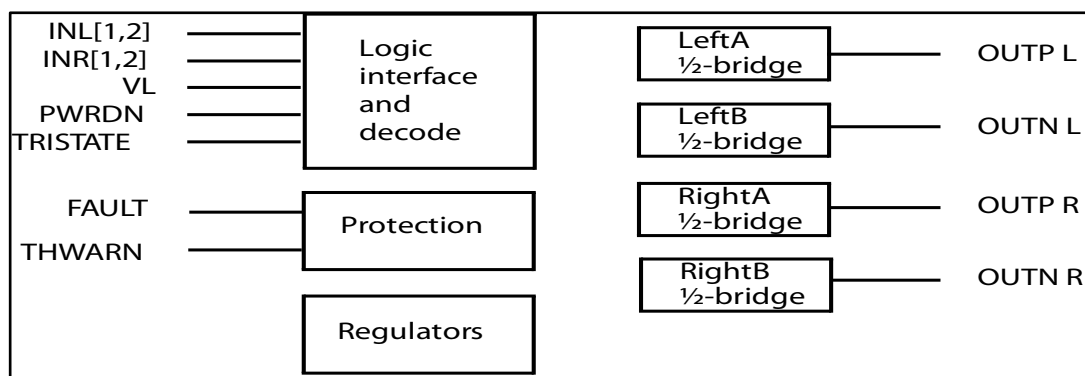 INL[1,2]
INR[1,2]
VL
PWRDN
TRISTATE
FAULT
THWARN
Logic
interface
and
decode
Protection
Regulators
LeftA
½-bridge
LeftB
½-bridge
RightA
½-bridge
RightB
½-bridge
OUTP L
OUTN L
OUTP R
OUTN R